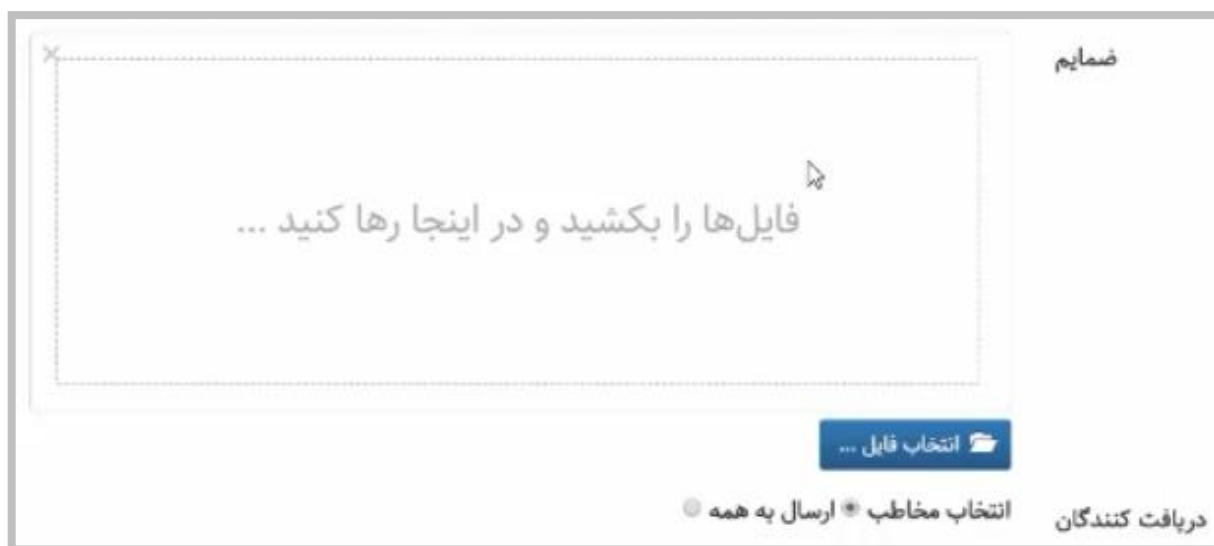 ضمایم
فایل‌ها را بکشید و در اینجا رها کنید ...
انتخاب فایل ...
دریافت کنندگان
انتخاب مخاطب ارسال به همه